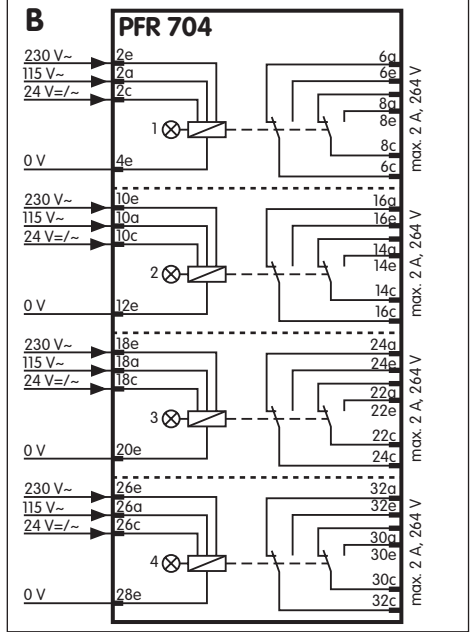 B
PFR 704
230 V~ 2e 6a
115 V~ 2a 6e
24 V=/~ 2c 8a
8e
1
8c
0 V 4e 6c
max. 2 A, 264 V
230 V~ 10e 16a
115 V~ 10a 16e
24 V=/~ 10c 14a
14e
2
14c
0 V 12e 16c
max. 2 A, 264 V
230 V~ 18e 24a
115 V~ 18a 24e
24 V=/~ 18c 22a
22e
3
22c
0 V 20e 24c
max. 2 A, 264 V
230 V~ 26e 32a
115 V~ 26a 32e
24 V=/~ 26c 30a
30e
4
30c
0 V 28e 32c
max. 2 A, 264 V